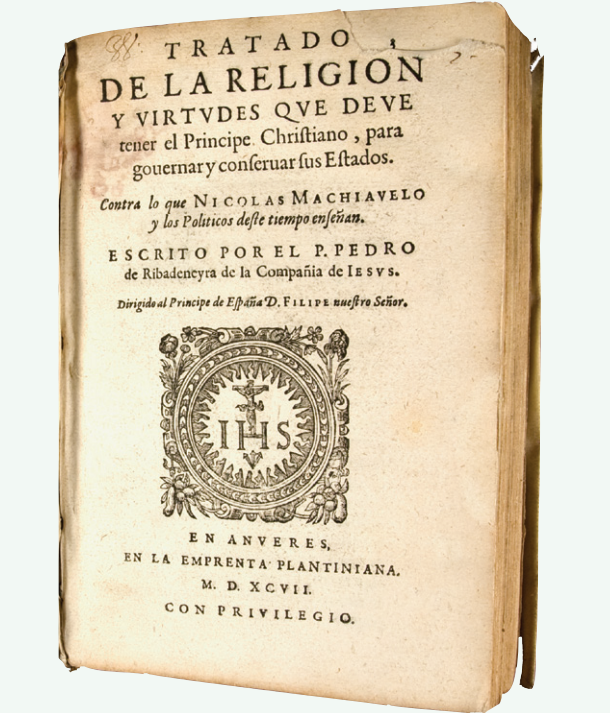 88
TRATADO
DE LA RELIGION
Y VIRTVDES QVE DEVE
tener el Principe Chriſtiano, para
gouernar y conſeruar ſus Eſtados.
Contra lo que NICOLAS MACHIAVELO
y los Politicos deſte tiempo enſeñan.
ESCRITO POR EL P. PEDRO
de Ribadeneyra de la Compañia de IESVS.
Dirigido al Principe de Eſpaña D. FILIPE nueſtro Señor.
IHS
EN ANVERES,
EN LA EMPRENTA PLANTINIANA.
M. D. XCVII.
CON PRIVILEGIO.